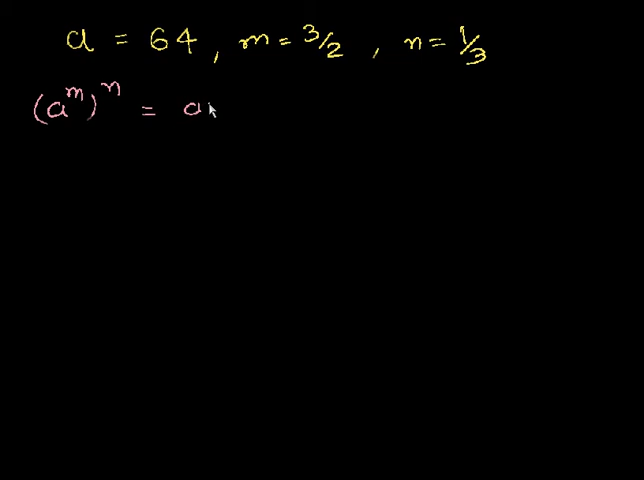 a = 64, m = 3/2, n = 1/3
(a^m)^n = a